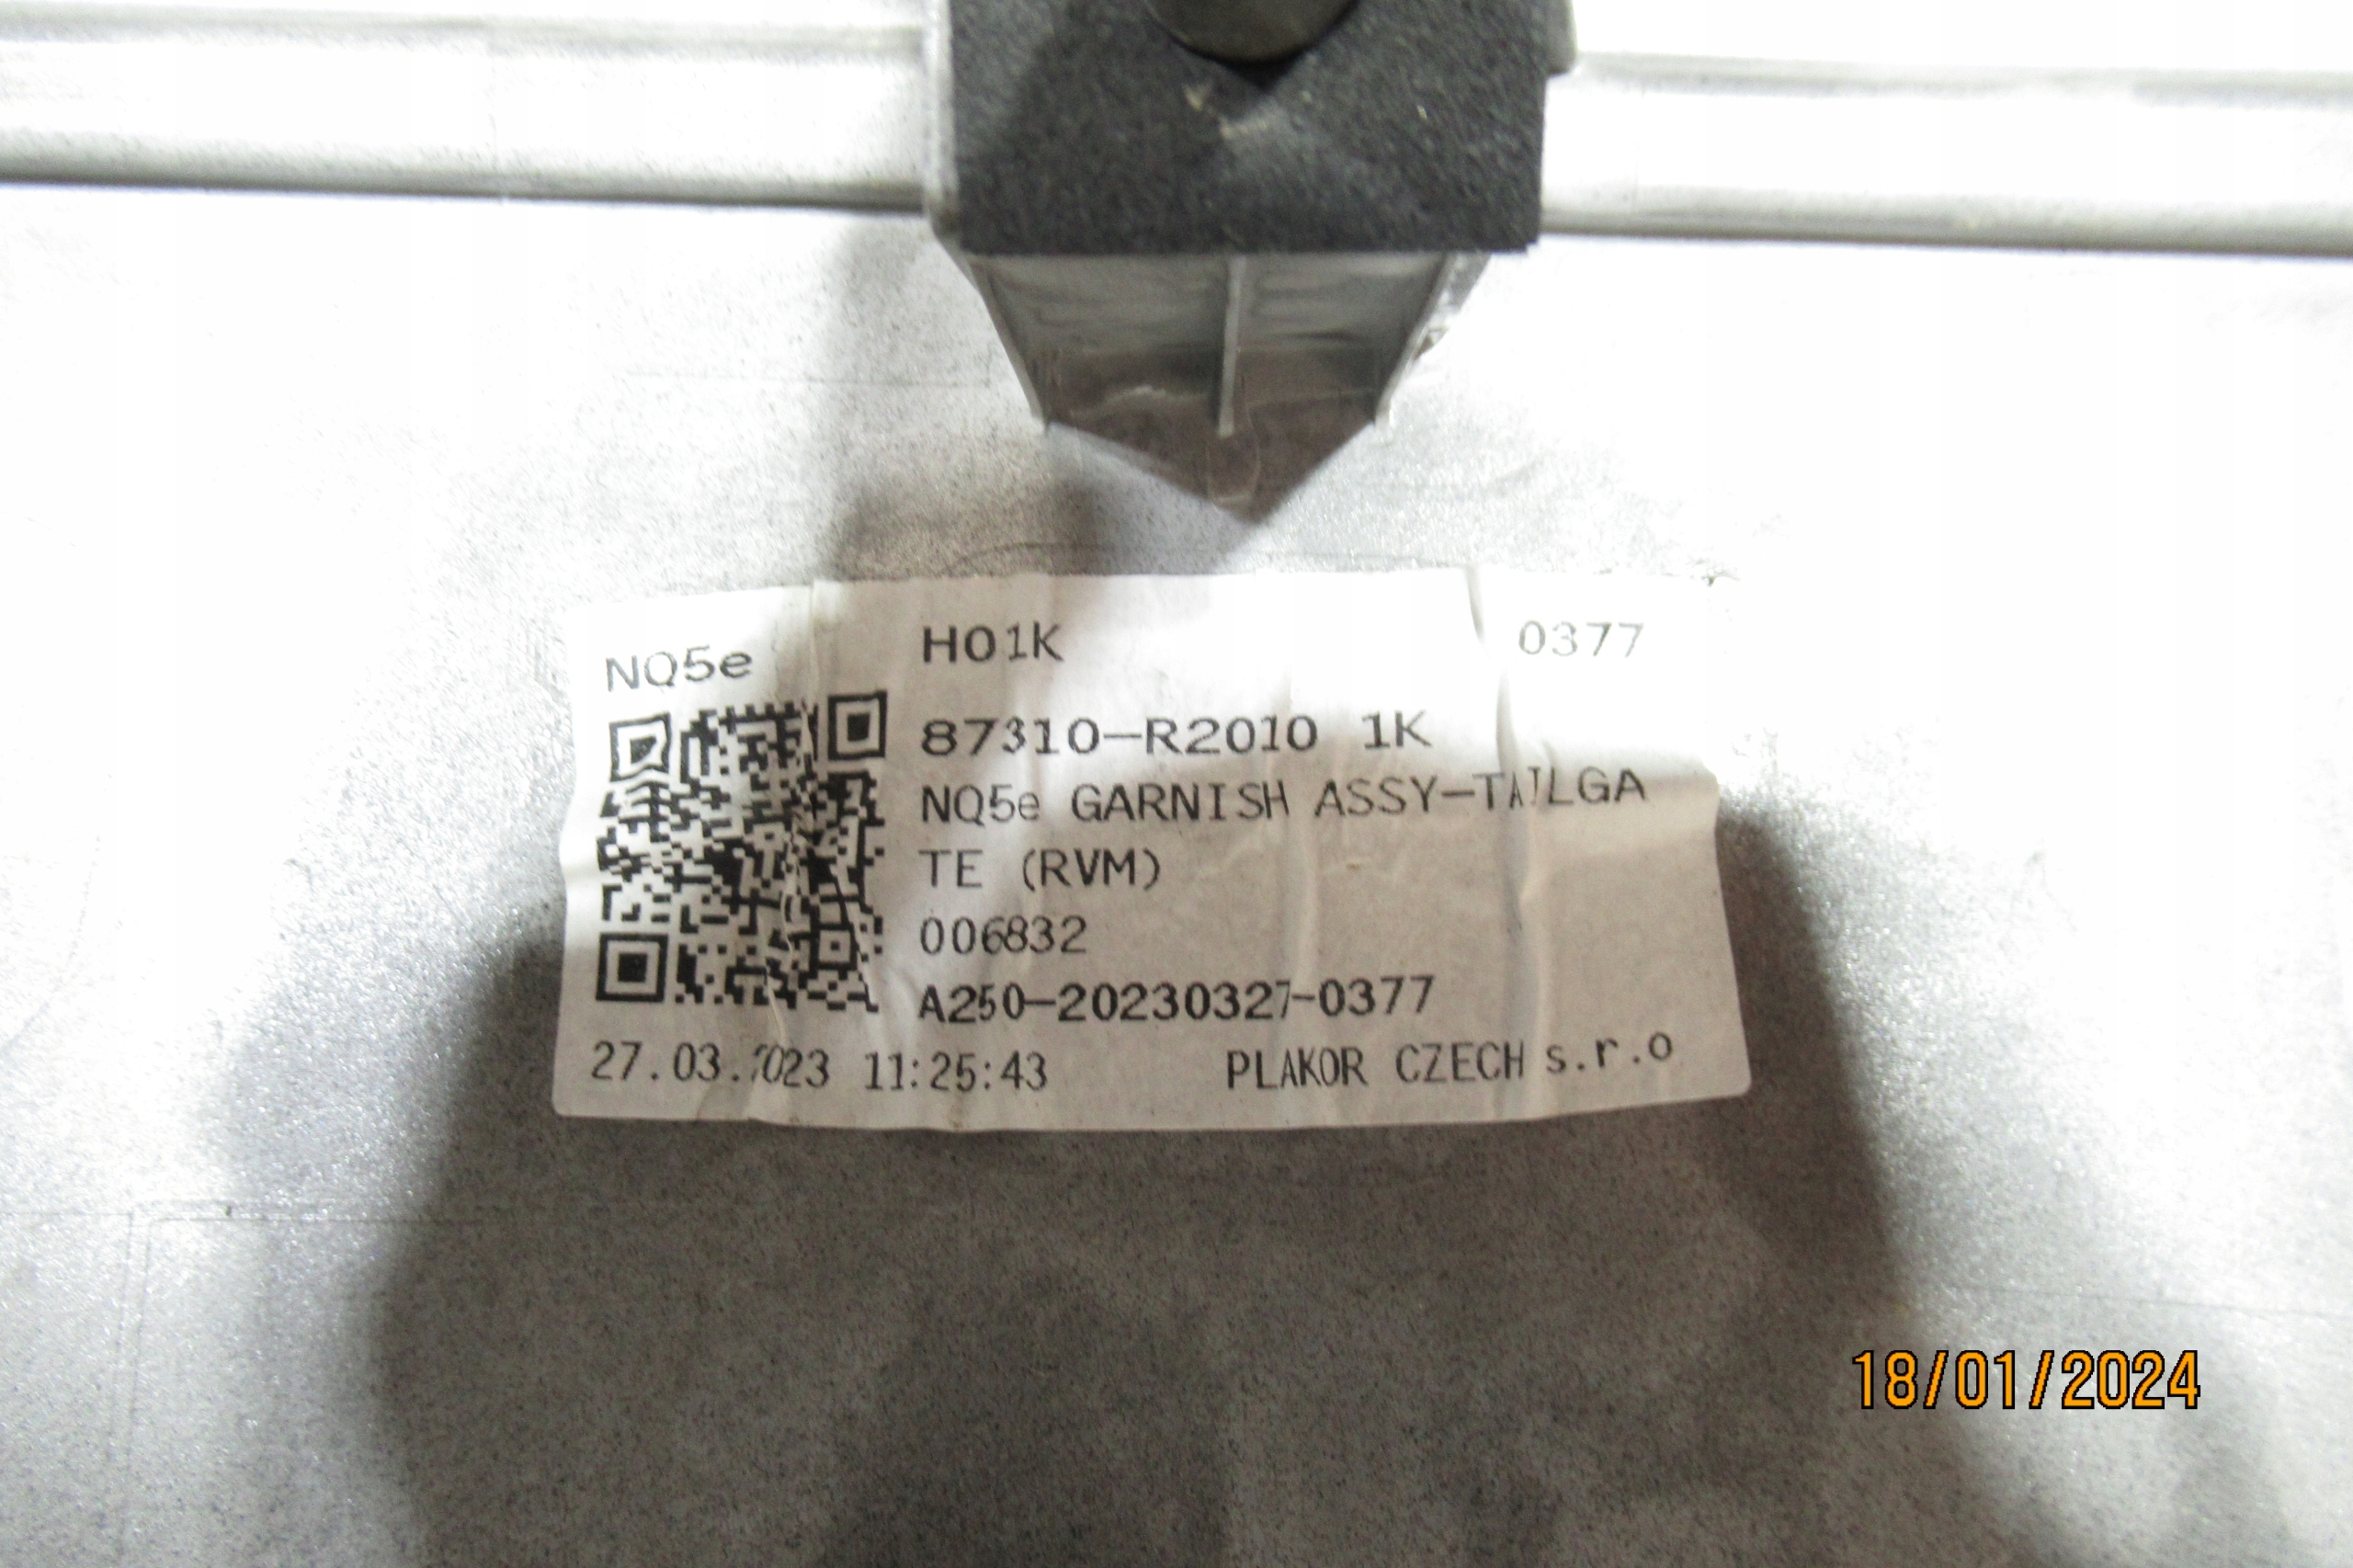 NQ5e H01K 0377
87310-R2010 1K
NQ5e GARNISH ASSY-TAILGA
TE (RVM)
006832
A250-20230327-0377
27.03.2023 11:25:43 PLAKOR CZECH s.r.o
18/01/2024